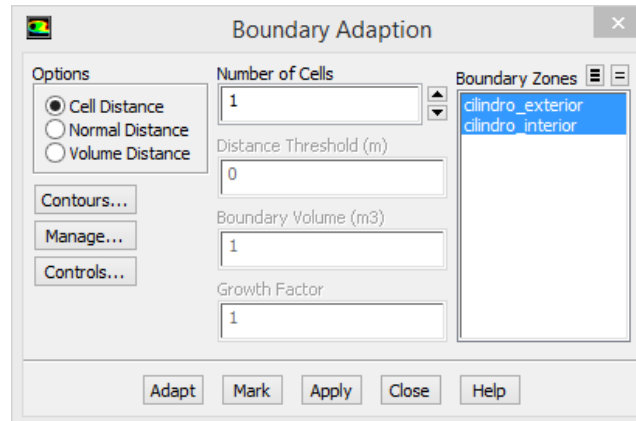 Boundary Adaption
Options
Cell Distance
Normal Distance
Volume Distance
Contours...
Manage...
Controls...
Number of Cells
1
Distance Threshold (m)
0
Boundary Volume (m3)
1
Growth Factor
1
Boundary Zones
cilindro_exterior
cilindro_interior
Adapt Mark Apply Close Help